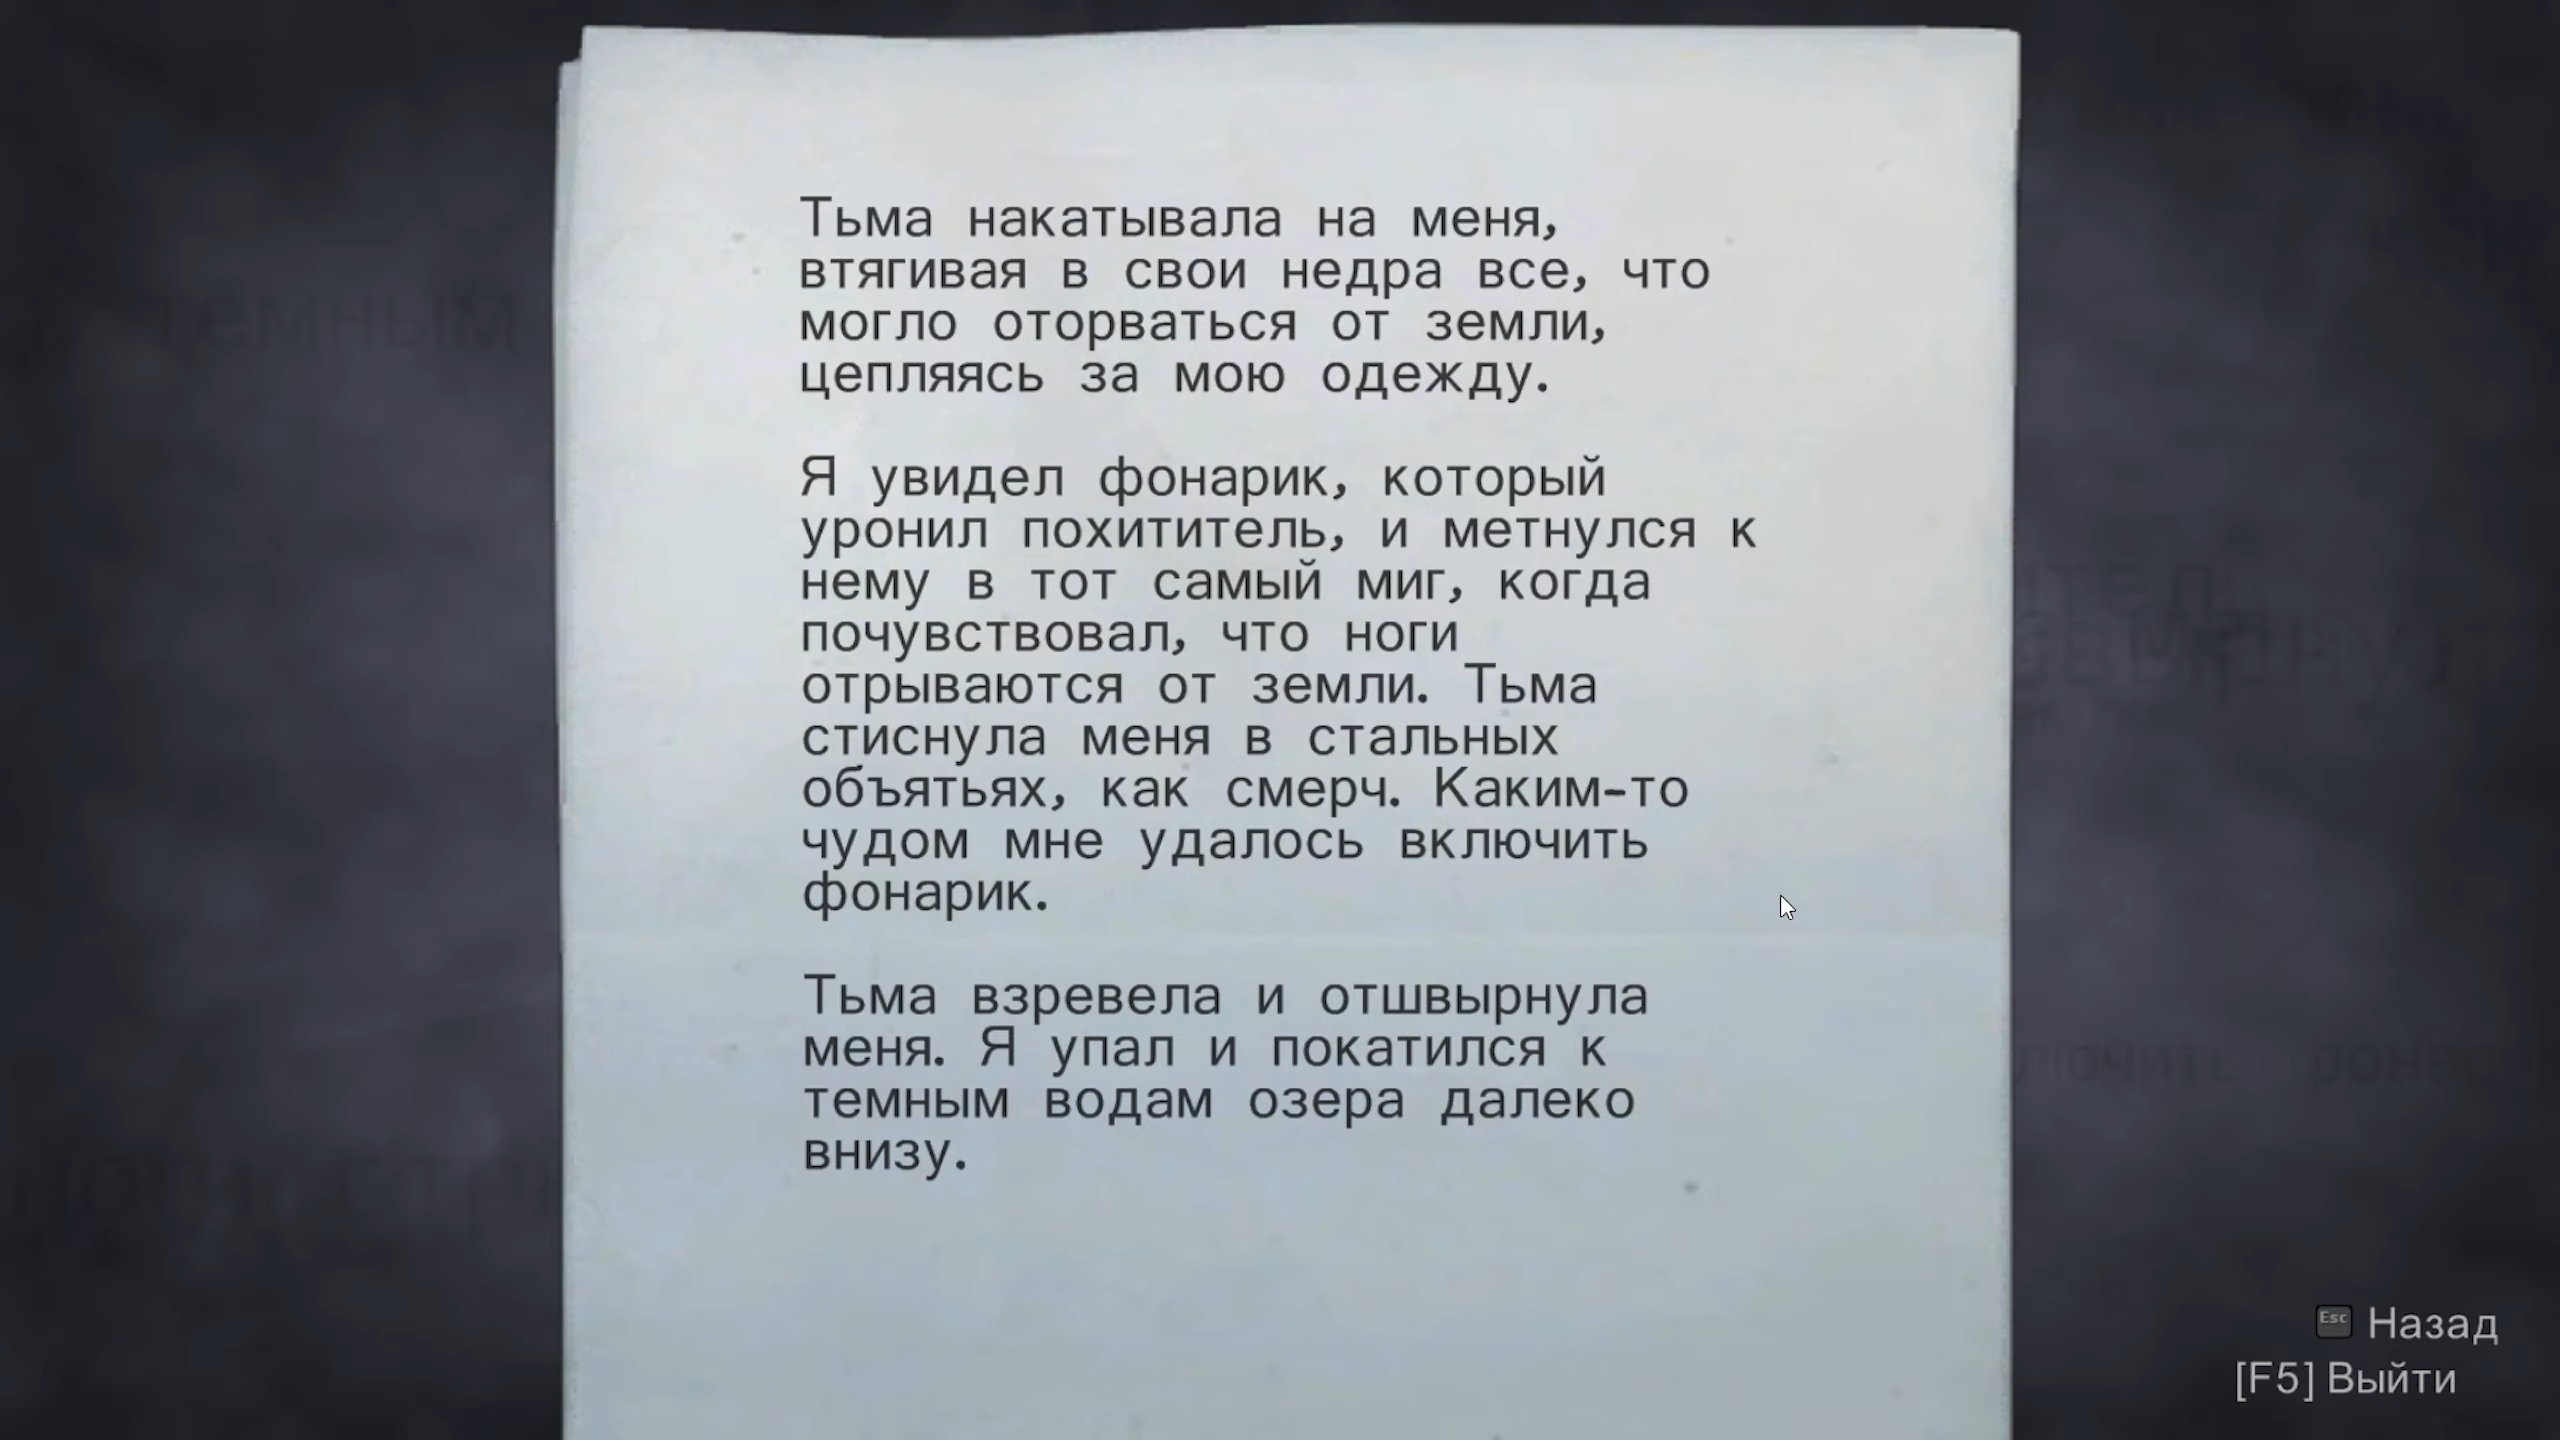 Тьма накатывала на меня,
втягивая в свои недра все, что
могло оторваться от земли,
цепляясь за мою одежду.
Я увидел фонарик, который
уронил похититель, и метнулся к
нему в тот самый миг, когда
почувствовал, что ноги
отрываются от земли. Тьма
стиснула меня в стальных
объятьях, как смерч. Каким-то
чудом мне удалось включить
фонарик.
Тьма взревела и отшвырнула
меня. Я упал и покатился к
темным водам озера далеко
внизу.
темным
Esc Назад
[F5] Выйти